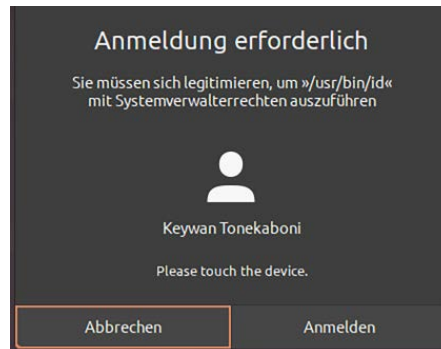 Anmeldung erforderlich
Sie müssen sich legitimieren, um »/usr/bin/id«
mit Systemverwalterrechten auszuführen
Keywan Tonekaboni
Please touch the device.
Abbrechen
Anmelden